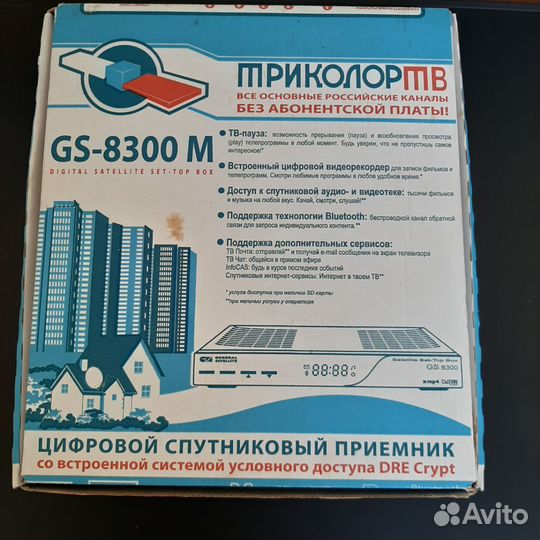 ТРИКОЛОРТВ
ВСЕ ОСНОВНЫЕ РОССИЙСКИЕ КАНАЛЫ
БЕЗ АБОНЕНТСКОЙ ПЛАТЫ!
GS-8300 M
DIGITAL SATELLITE SET-TOP BOX
• ТВ-пауза: возможность прерывания (пауза) и возобновления просмотра
(play) телепрограммы в любой момент. Будь уверен, что не пропустишь самое
интересное!*
• Встроенный цифровой видеорекордер для записи фильмов и
телепрограмм. Смотри любимые программы в любое удобное время.*
• Доступ к спутниковой аудио- и видеотеке: тысячи фильмов
и музыка на любой вкус. Качай, смотри, слушай!**
• Поддержка технологии Bluetooth: беспроводной канал обратной
связи для запроса индивидуального контента.**
• Поддержка дополнительных сервисов:
ТВ Почта: отправляй** и получай e-mail сообщения на экран телевизора
ТВ Чат: общайся в прямом эфире
InfoCAS: будь в курсе последних событий
Спутниковые интернет-сервисы: Интернет в твоем ТВ**
* услуга доступна при наличии SD карты
**при наличии услуги у оператора
GENERAL SATELLITE
88:88
Satellite Set-Top Box
GS 8300
mp4
ЦИФРОВОЙ СПУТНИКОВЫЙ ПРИЕМНИК
со встроенной системой условного доступа DRE Crypt
Avito